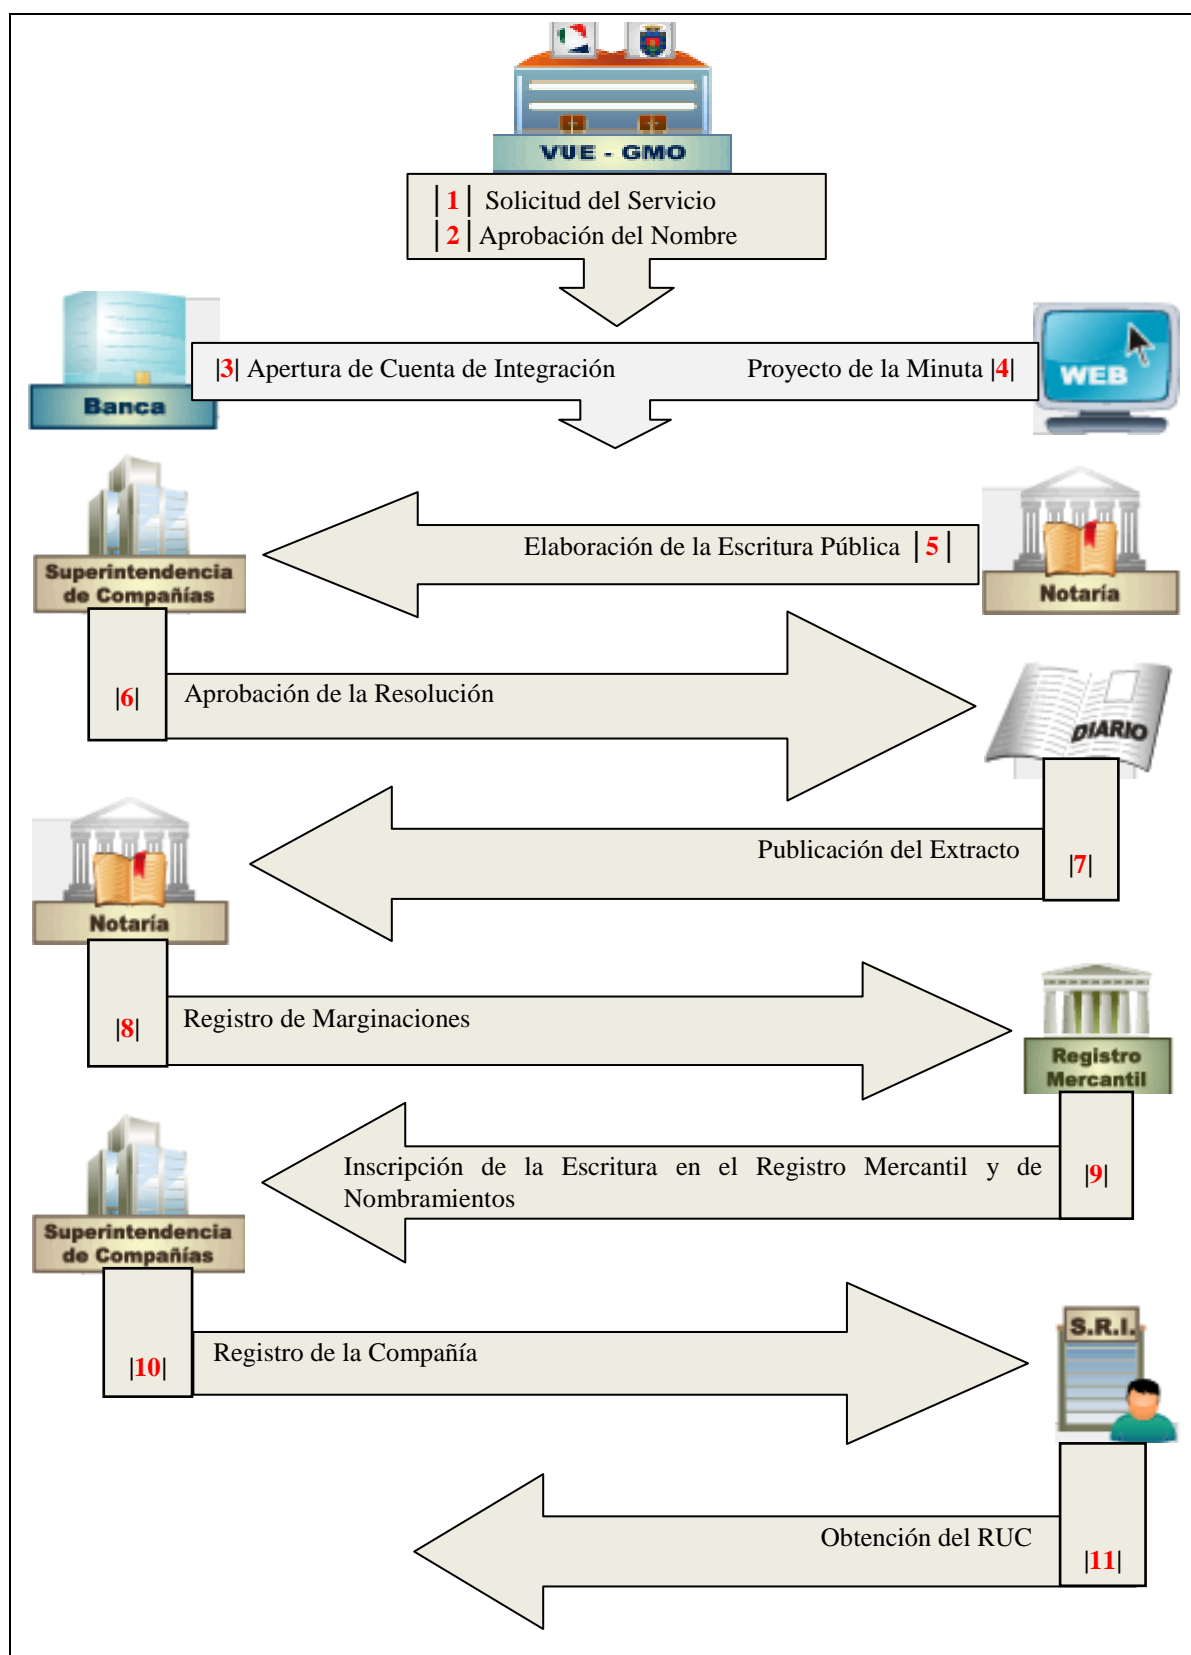 VUE - GMO
|1| Solicitud del Servicio
|2| Aprobación del Nombre
|3| Apertura de Cuenta de Integración
Proyecto de la Minuta |4|
WEB
Banca
Elaboración de la Escritura Pública |5|
Superintendencia
de Compañías
Notaría
|6|
Aprobación de la Resolución
DIARIO
Publicación del Extracto
|7|
Notaría
|8|
Registro de Marginaciones
Registro
Mercantil
Inscripción de la Escritura en el Registro Mercantil y de
Nombramientos
|9|
Superintendencia
de Compañías
|10|
Registro de la Compañía
S.R.I.
Obtención del RUC
|11|